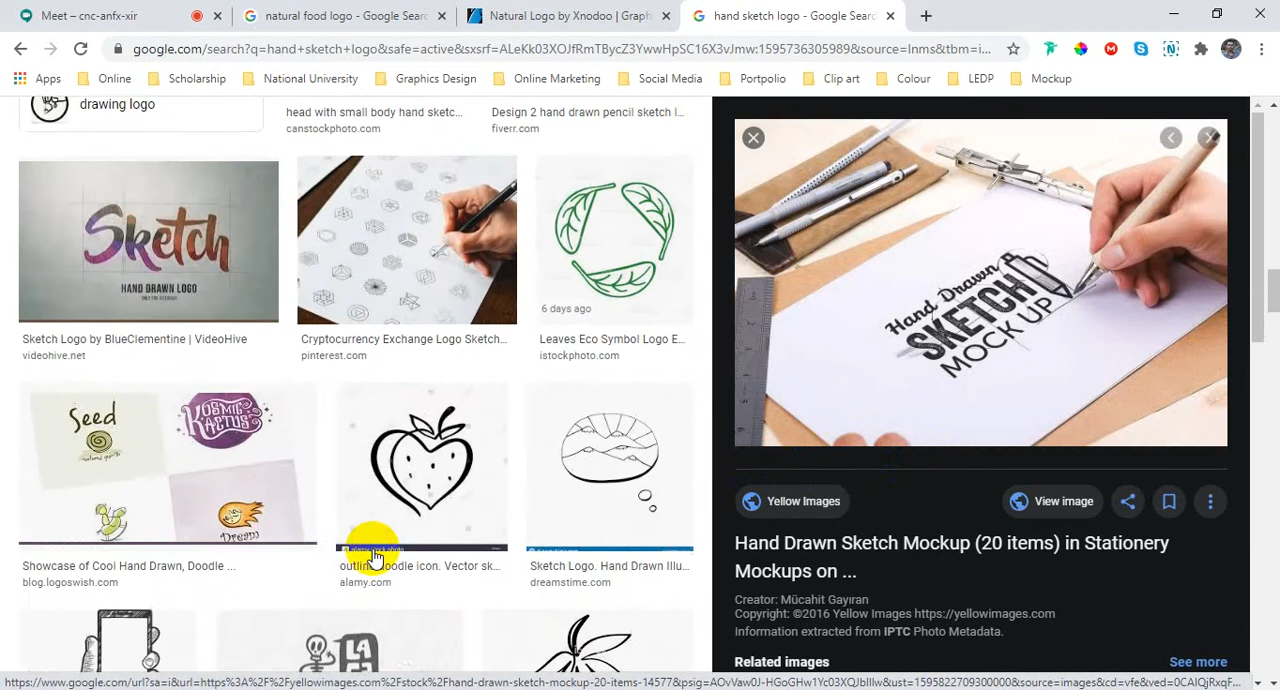 Meet – cnc-anfx-xir
natural food logo - Google Searc
Natural Logo by Xnodoo | Graph
hand sketch logo - Google Searc
google.com/search?q=hand+sketch+logo&safe=active&sxsrf=ALeKk03XOJfRmTBycZ3YwwHpSC16X3vJmw:1595736305989&source=lnms&tbm=i...
Apps
Online
Scholarship
National University
Graphics Design
Online Marketing
Social Media
Portpolio
Clip art
Colour
LEDP
Mockup
drawing logo
head with small body hand sketc...
canstockphoto.com
Design 2 hand drawn pencil sketch l...
fiverr.com
Sketch
HAND DRAWN LOGO
6 days ago
Sketch Logo by BlueClementine | VideoHive
videohive.net
Cryptocurrency Exchange Logo Sketch...
pinterest.com
Leaves Eco Symbol Logo E...
istockphoto.com
Hand Drawn
SKETCH
MOCK UP
Seed
KOSMIC
KACTUS
Dream
Showcase of Cool Hand Drawn, Doodle ...
blog.logoswish.com
outlin doodle icon. Vector sk...
alamy.com
Sketch Logo. Hand Drawn Illu...
dreamstime.com
Yellow Images
View image
Hand Drawn Sketch Mockup (20 items) in Stationery
Mockups on ...
Creator: Mücahit Gayıran
Copyright: ©2016 Yellow Images https://yellowimages.com
Information extracted from IPTC Photo Metadata.
Related images
See more
https://www.google.com/url?sa=i&url=https%3A%2F%2Fyellowimages.com%2Fstock%2Fhand-drawn-sketch-mockup-20-items-14577&psig=AOvVaw0J-HGoGHw1Yc03XQJbIllw&ust=1595822709300000&source=images&cd=vfe&ved=0CAIQjRxqF...